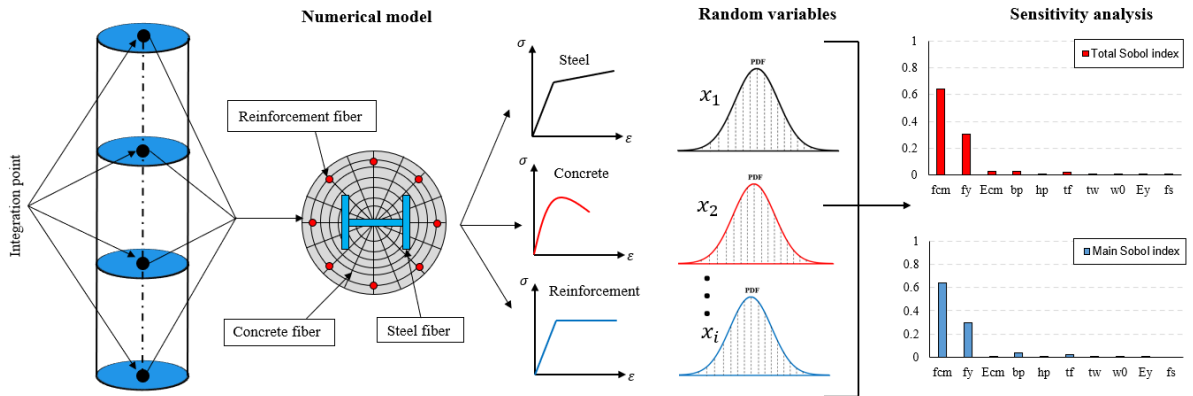 Numerical model
Random variables
Sensitivity analysis
Integration point
Reinforcement fiber
Concrete fiber
Steel fiber
σ
Steel
ε
σ
Concrete
ε
σ
Reinforcement
ε
PDF
x₁
PDF
x₂
PDF
xᵢ
Total Sobol index
1
0.8
0.6
0.4
0.2
0
fcm fy Ecm bp hp tf tw w0 Ey fs
Main Sobol index
1
0.8
0.6
0.4
0.2
0
fcm fy Ecm bp hp tf tw w0 Ey fs